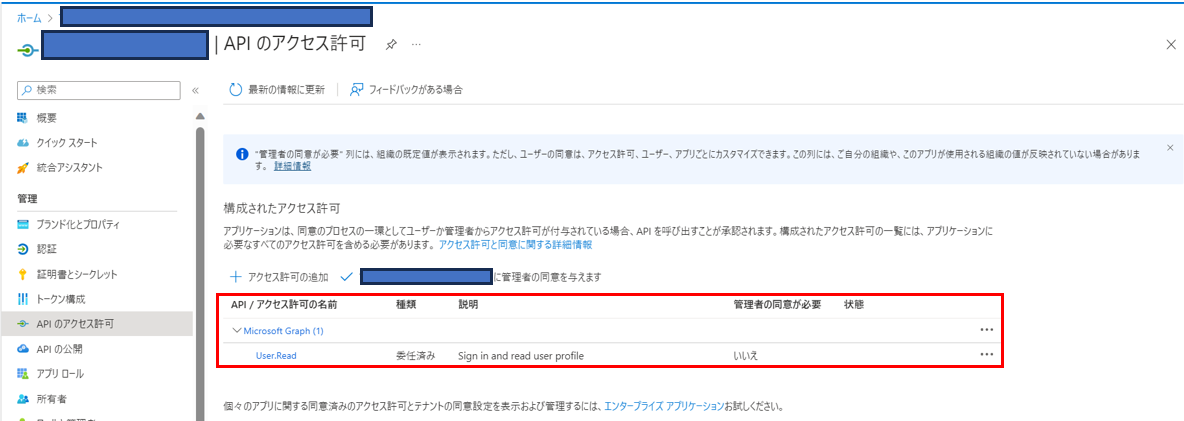 ホーム >
| API のアクセス許可
検索
最新の情報に更新
フィードバックがある場合
概要
クイック スタート
統合アシスタント
管理
ブランド化とプロパティ
認証
証明書とシークレット
トークン構成
API のアクセス許可
API の公開
アプリ ロール
所有者
"管理者の同意が必要" 列には、組織の既定値が表示されます。ただし、ユーザーの同意は、アクセス許可、ユーザー、アプリごとにカスタマイズできます。この列には、ご自分の組織や、このアプリが使用される組織の値が反映されていない場合がありま
す。 詳細情報
構成されたアクセス許可
アプリケーションは、同意のプロセスの一環としてユーザーか管理者からアクセス許可が付与されている場合、API を呼び出すことが承認されます。構成されたアクセス許可の一覧には、アプリケーションに
必要なすべてのアクセス許可を含める必要があります。 アクセス許可と同意に関する詳細情報
アクセス許可の追加
に管理者の同意を与えます
API / アクセス許可の名前 種類 説明 管理者の同意が必要 状態
Microsoft Graph (1)
User.Read 委任済み Sign in and read user profile いいえ
個々のアプリに関する同意済みのアクセス許可とテナントの同意設定を表示および管理するには、エンタープライズ アプリケーションお試しください。